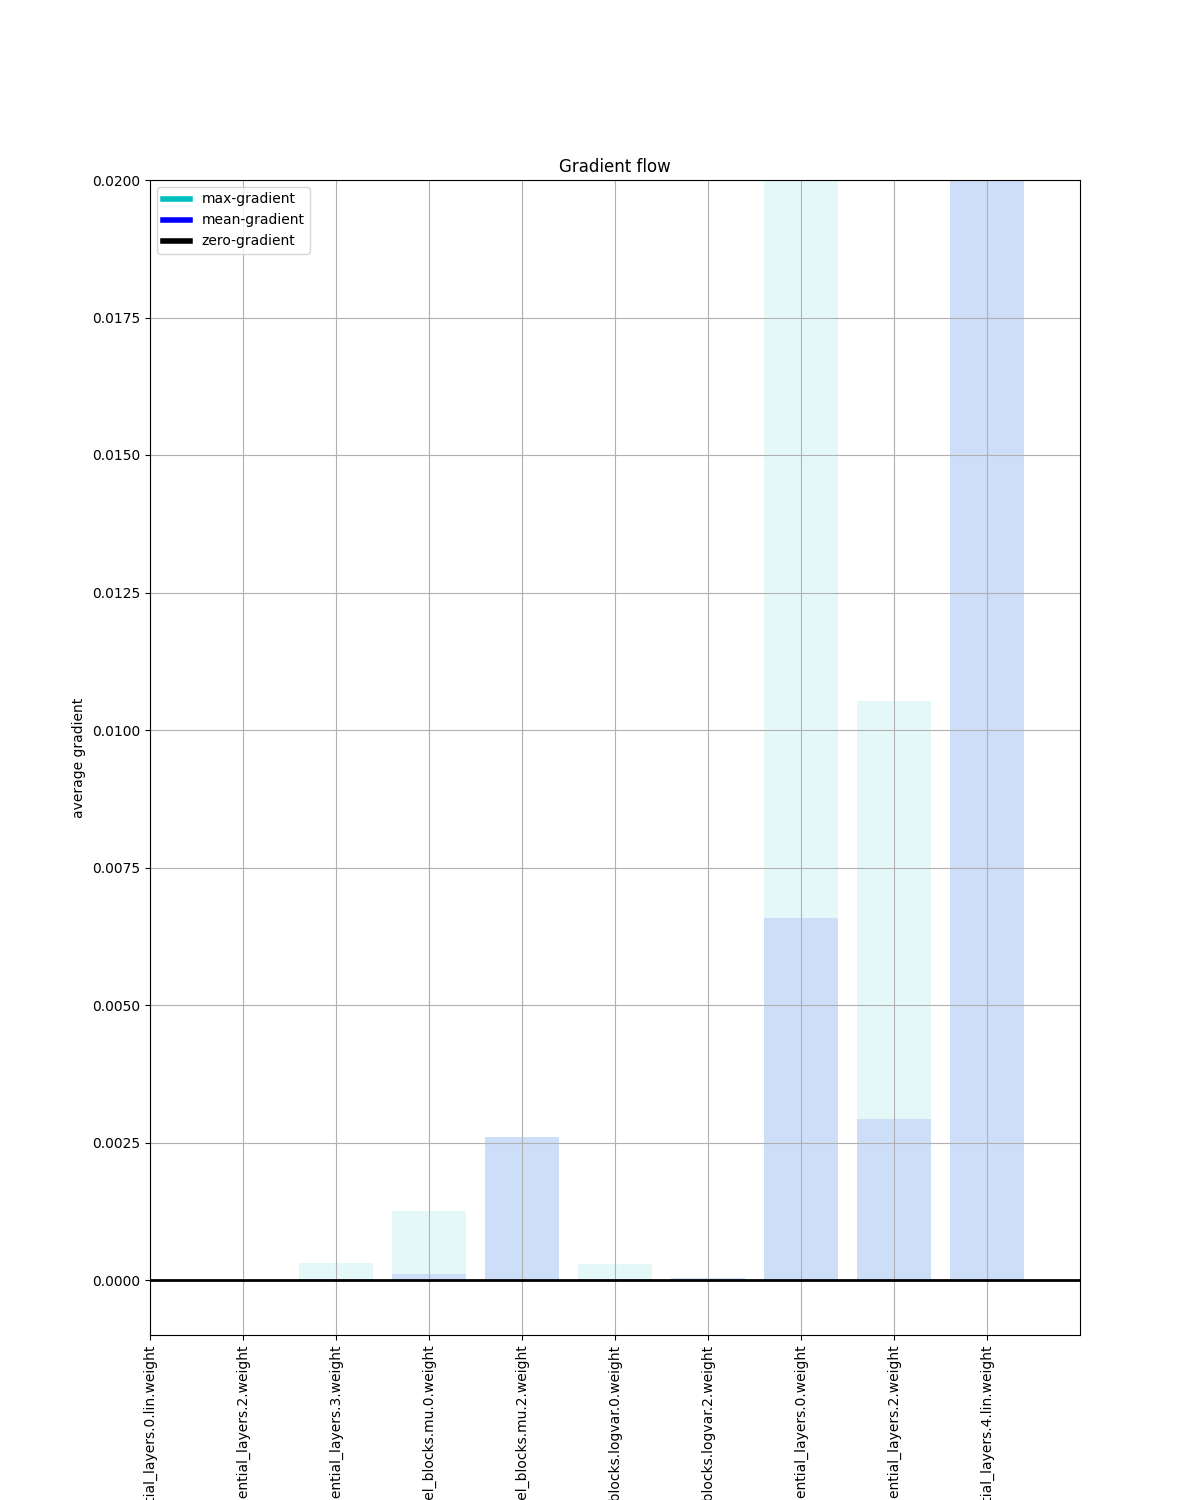 Gradient flow
max-gradient
mean-gradient
zero-gradient
0.0200
0.0175
0.0150
0.0125
0.0100
0.0075
0.0050
0.0025
0.0000
average gradient
tial_layers.0.lin.weight
ential_layers.2.weight
ential_layers.3.weight
el_blocks.mu.0.weight
el_blocks.mu.2.weight
blocks.logvar.0.weight
blocks.logvar.2.weight
ential_layers.0.weight
ential_layers.2.weight
tial_layers.4.lin.weight